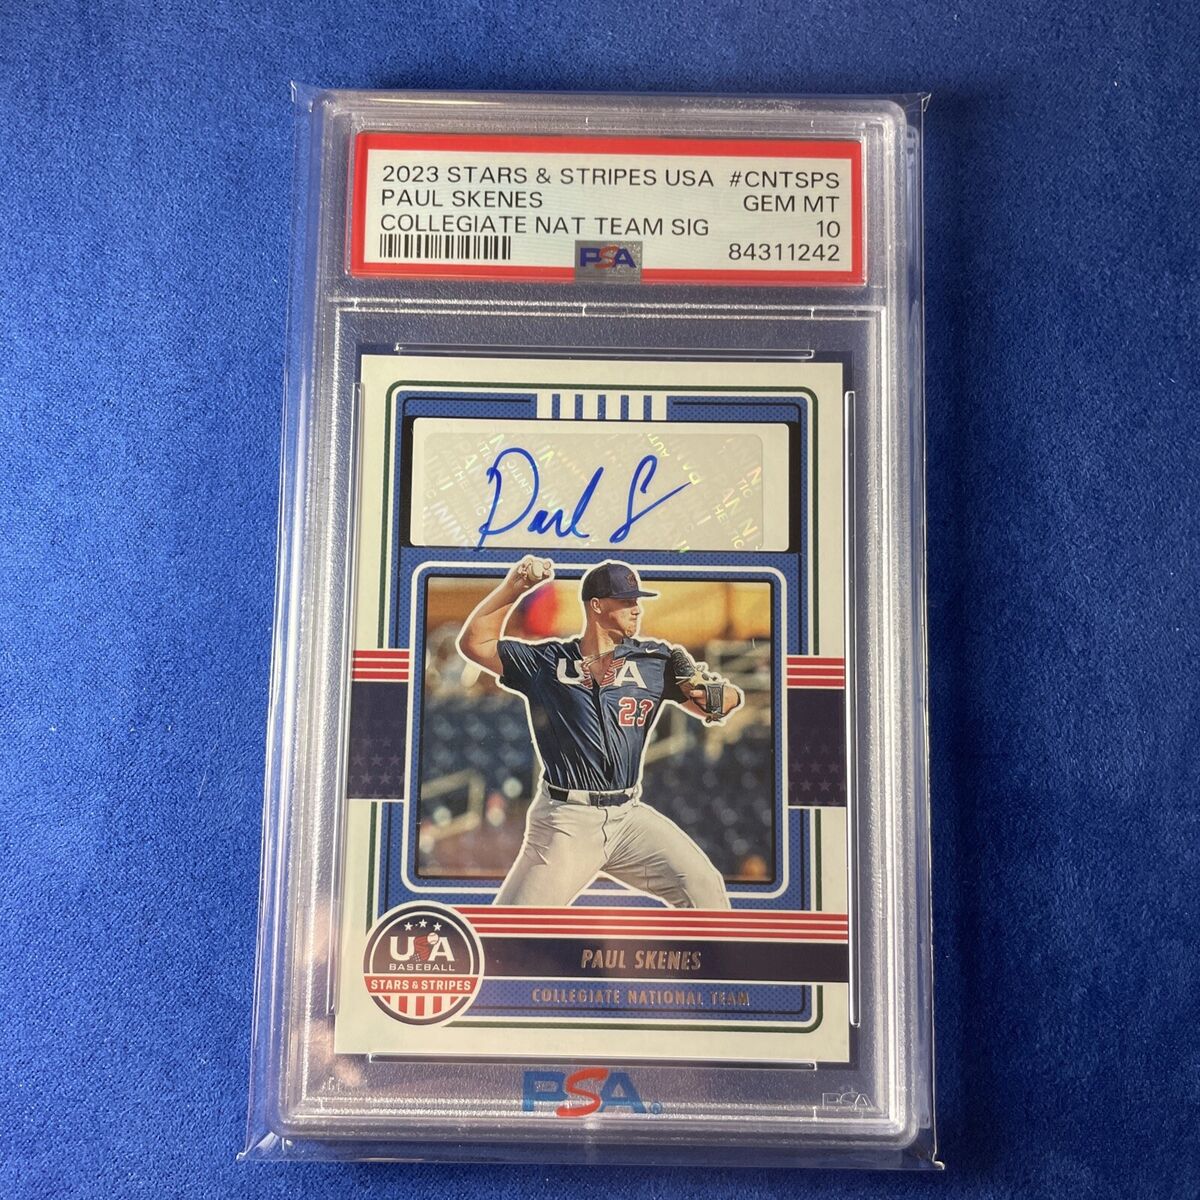 2023 STARS & STRIPES USA #CNTSPS
PAUL SKENES GEM MT
COLLEGIATE NAT TEAM SIG 10
PSA 84311242
Paul S
USA
23
USA
BASEBALL
STARS & STRIPES
PAUL SKENES
COLLEGIATE NATIONAL TEAM
PSA
PSA